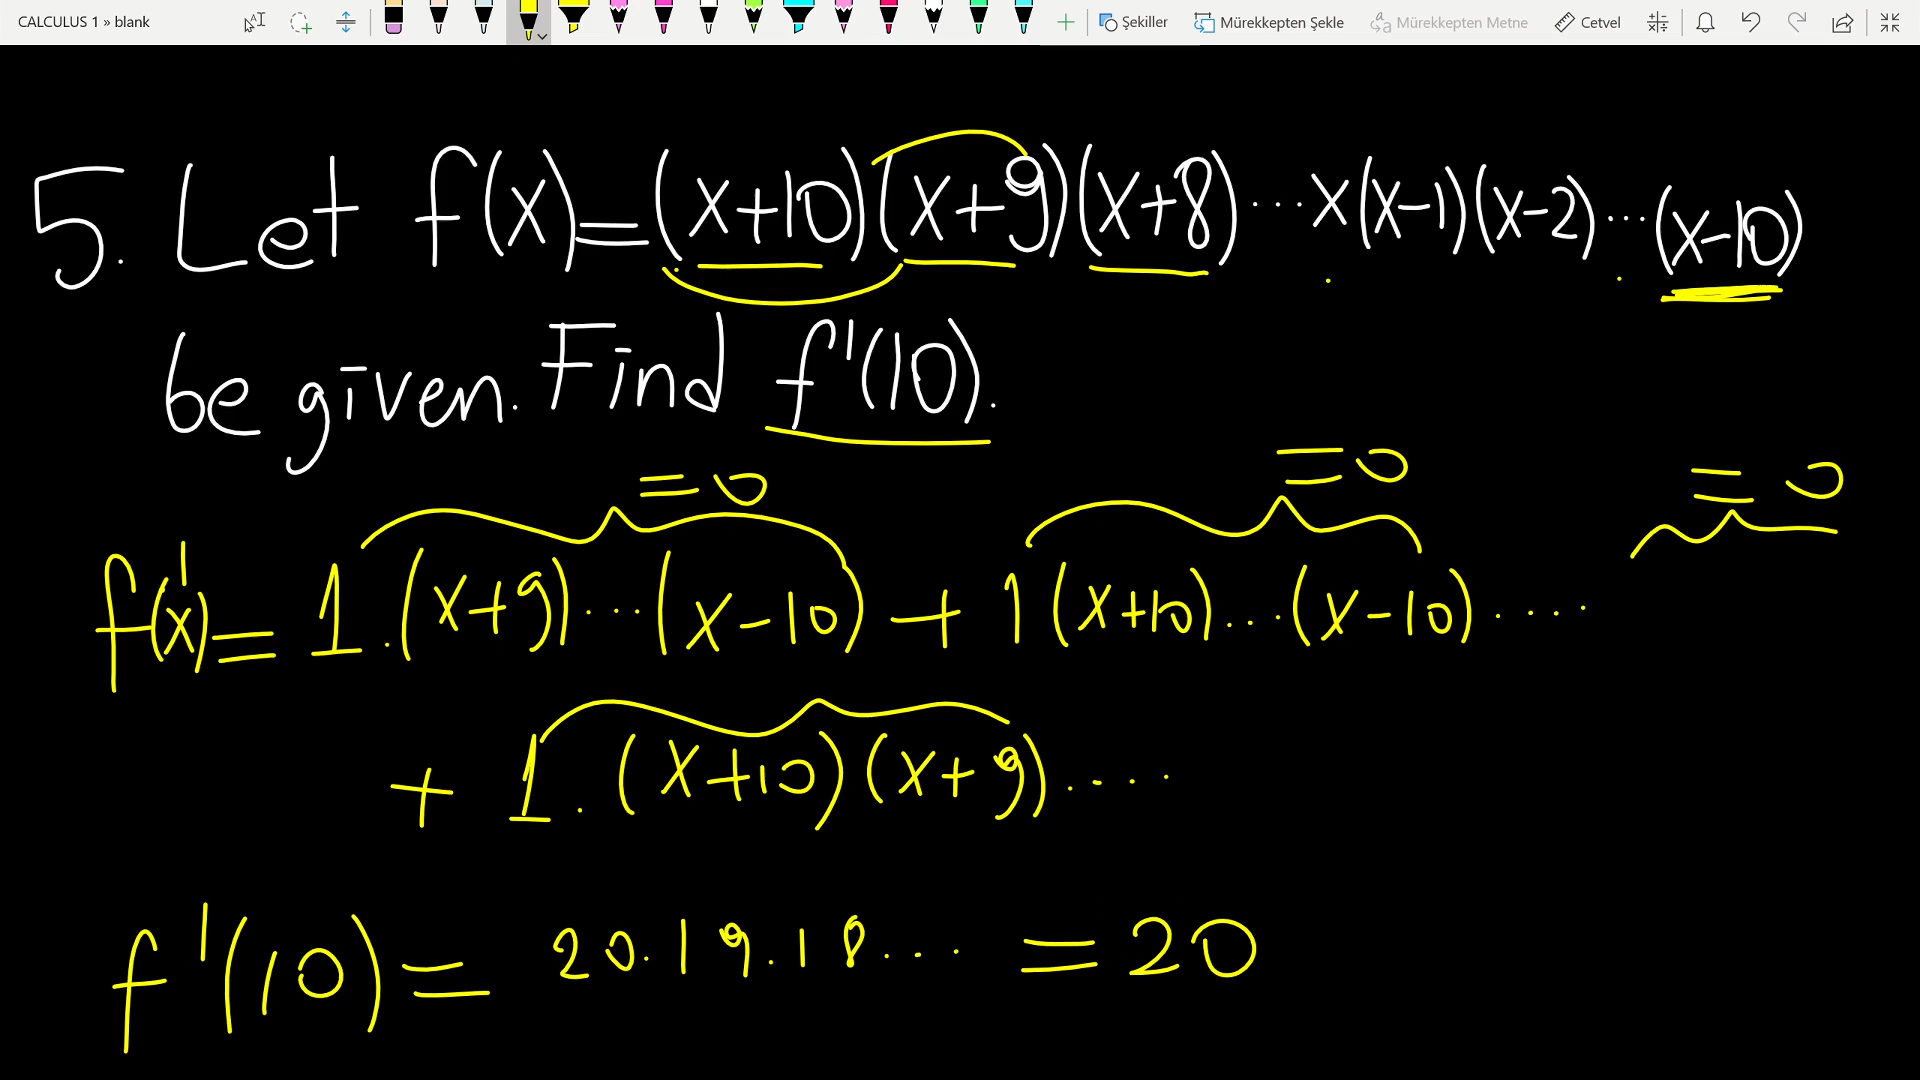 CALCULUS 1 » blank Şekiller Mürekkepten Şekle Mürekkepten Metne Cetvel
5. Let f(x)=(x+10)(x+9)(x+8)...x(x-1)(x-2)...(x-10)
be given. Find f'(10).
=0 =0 =0
f'(x)= 1.(x+9)...(x-10) + 1(x+10)...(x-10)....
+ 1.(x+10)(x+9)....
f'(10)= 20.19.18... =20